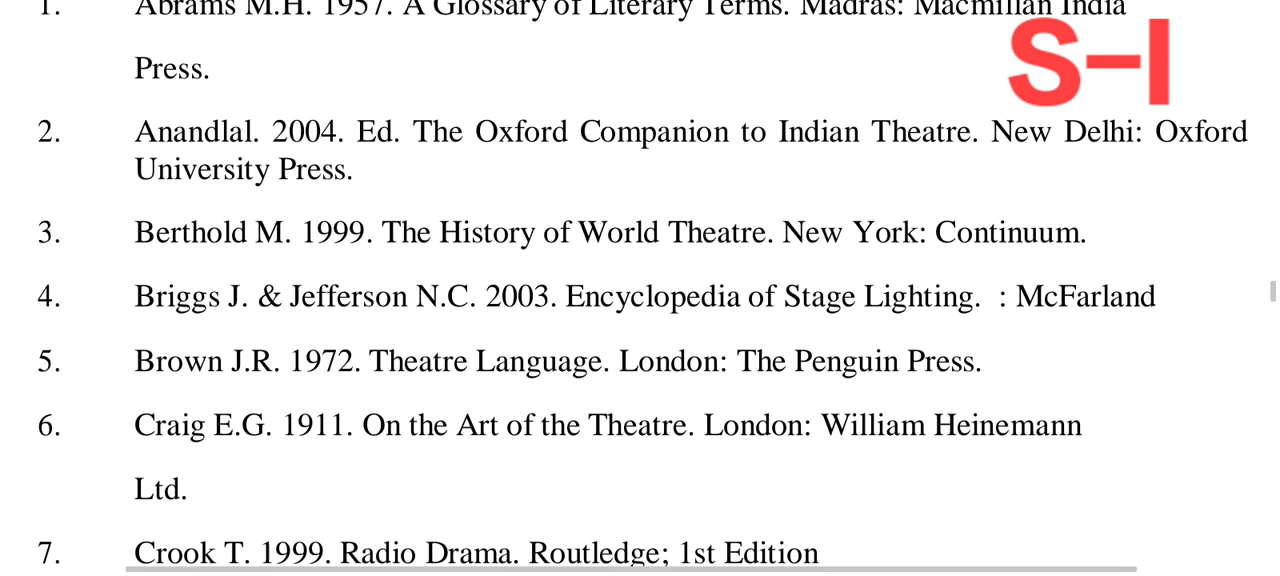 1. Abrams M.H. 1957. A Glossary of Literary Terms. Madras: Macmillan India
Press.
S-I
2. Anandlal. 2004. Ed. The Oxford Companion to Indian Theatre. New Delhi: Oxford
University Press.
3. Berthold M. 1999. The History of World Theatre. New York: Continuum.
4. Briggs J. & Jefferson N.C. 2003. Encyclopedia of Stage Lighting. : McFarland
5. Brown J.R. 1972. Theatre Language. London: The Penguin Press.
6. Craig E.G. 1911. On the Art of the Theatre. London: William Heinemann
Ltd.
7. Crook T. 1999. Radio Drama. Routledge; 1st Edition